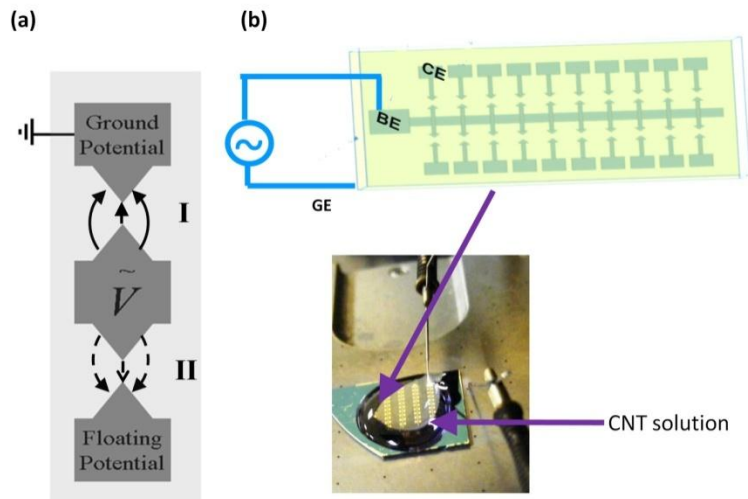 (a)
Ground
Potential
I
~
V
II
Floating
Potential
(b)
CE
BE
~
GE
CNT solution